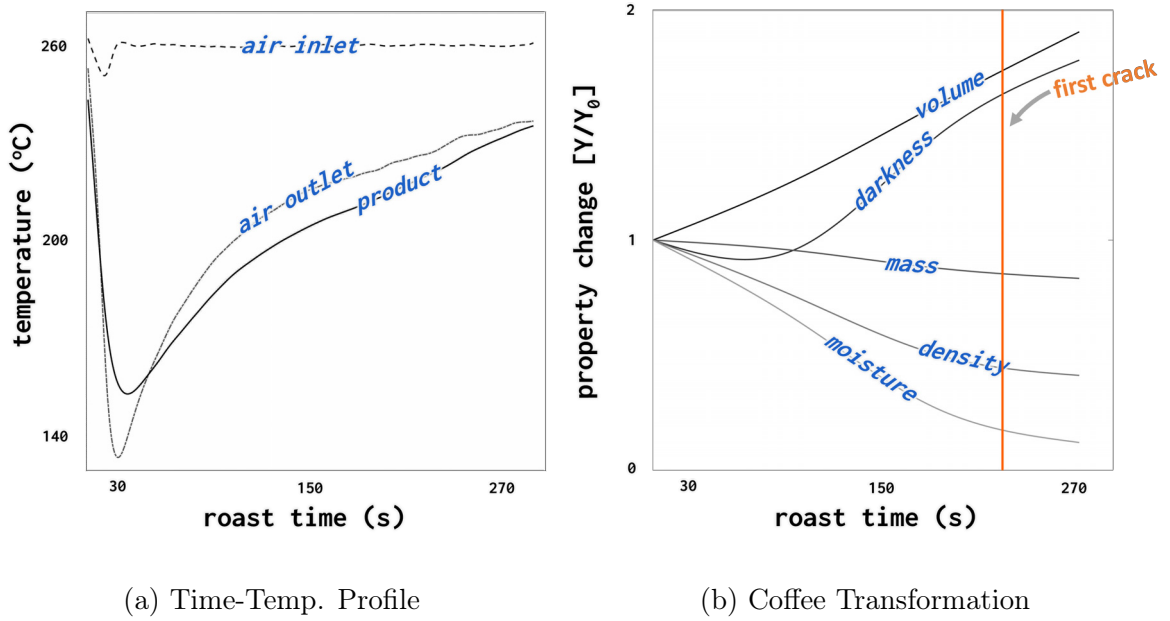 260
200
140
temperature (ºC)
air inlet
air outlet
product
30 150 270
roast time (s)
(a) Time-Temp. Profile
2
1
0
property change [Y/Y₀]
volume
darkness
mass
density
moisture
first crack
30 150 270
roast time (s)
(b) Coffee Transformation